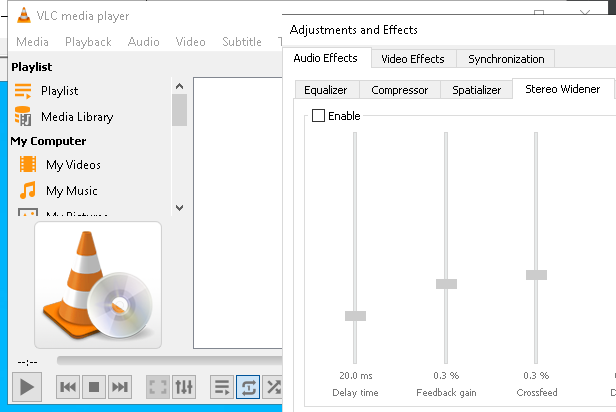 VLC media player
Media Playback Audio Video Subtitle
Playlist
Playlist
Media Library
My Computer
My Videos
My Music
My Pictures
--:--
Adjustments and Effects
Audio Effects Video Effects Synchronization
Equalizer Compressor Spatializer Stereo Widener
Enable
20.0 ms 0.3 % 0.3 %
Delay time Feedback gain Crossfeed